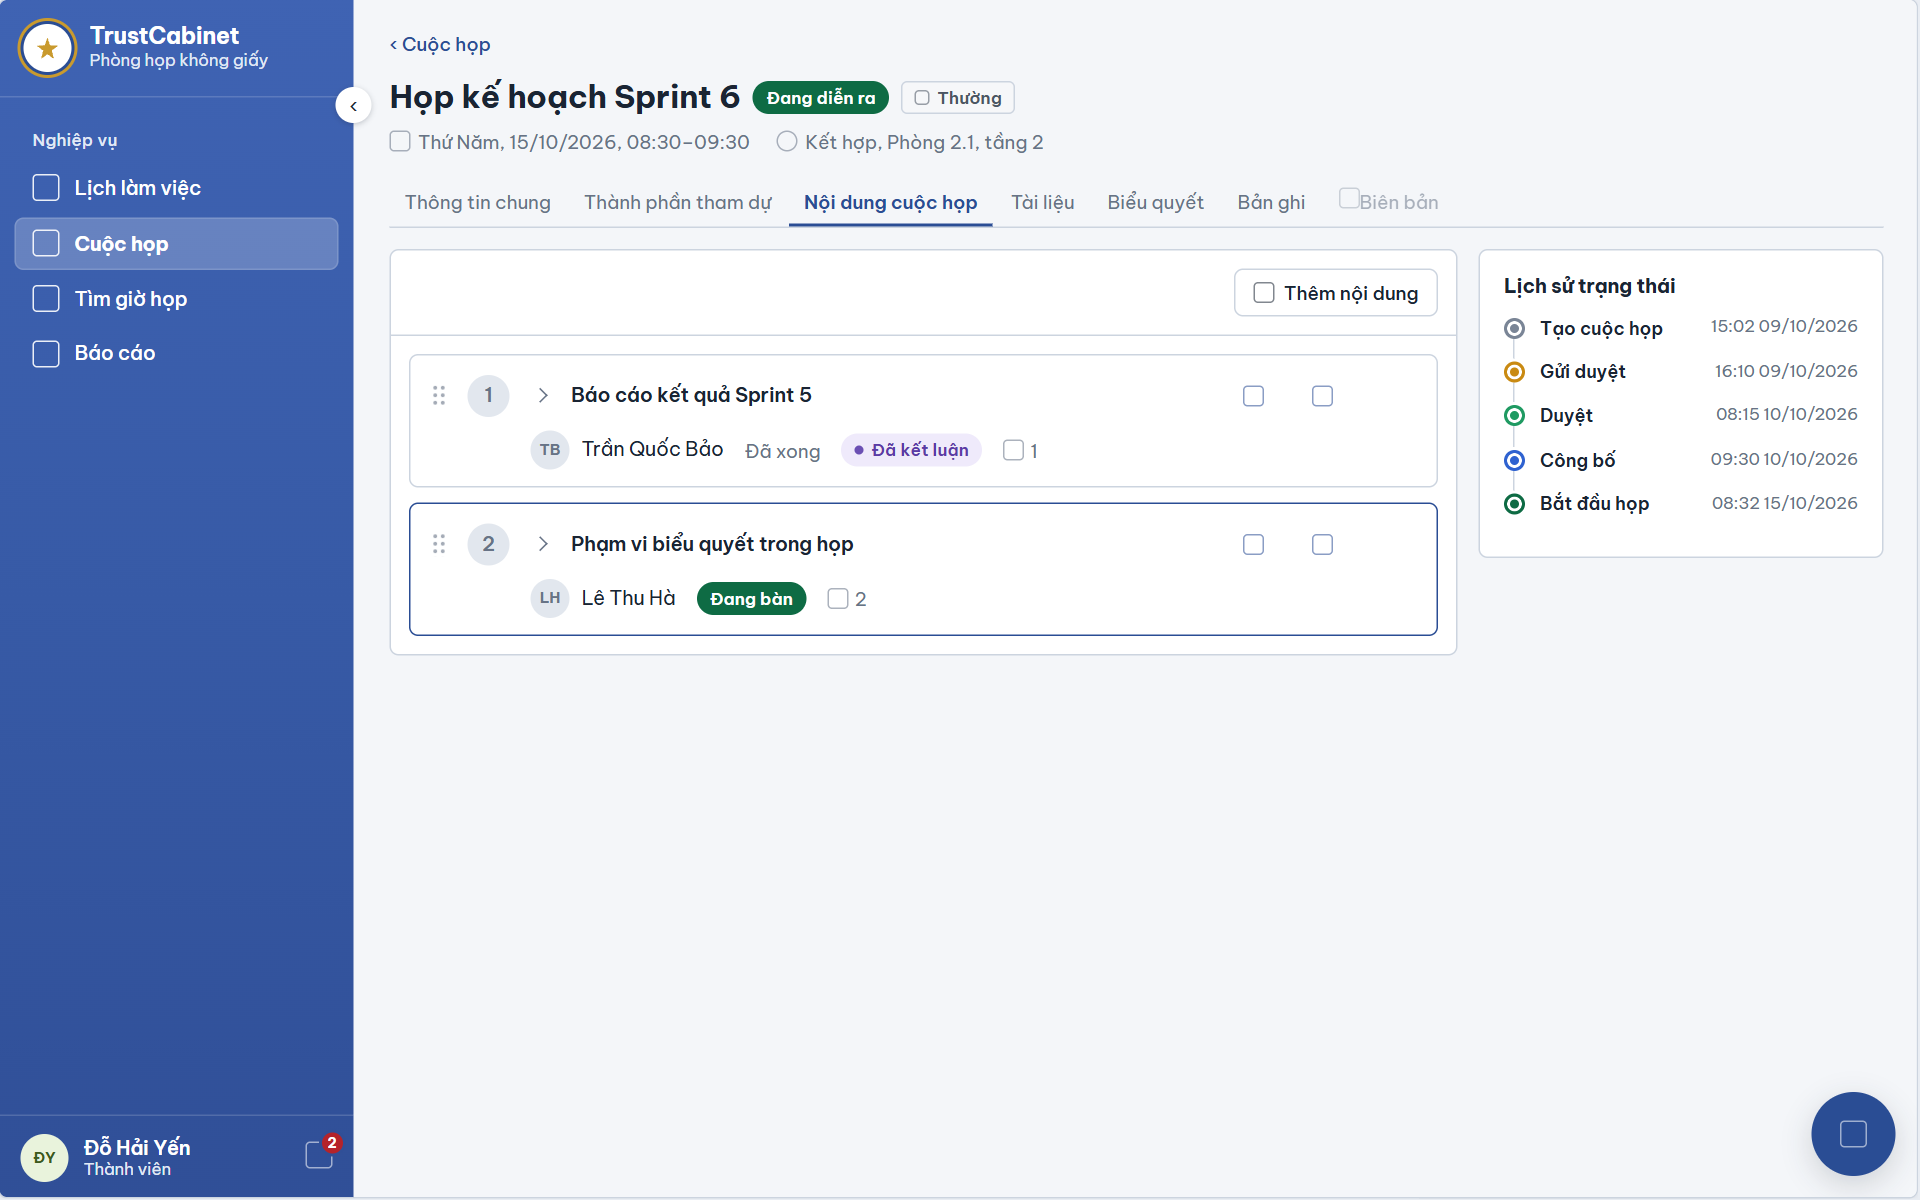 TrustCabinet
Phòng họp không giấy
Nghiệp vụ
Lịch làm việc
Cuộc họp
Tìm giờ họp
Báo cáo
ĐY
Đỗ Hải Yến
Thành viên
2
‹ Cuộc họp
Họp kế hoạch Sprint 6
Đang diễn ra
Thường
Thứ Năm, 15/10/2026, 08:30–09:30
Kết hợp, Phòng 2.1, tầng 2
Thông tin chung
Thành phần tham dự
Nội dung cuộc họp
Tài liệu
Biểu quyết
Bản ghi
Biên bản
Thêm nội dung
1
Báo cáo kết quả Sprint 5
TB
Trần Quốc Bảo
Đã xong
Đã kết luận
1
2
Phạm vi biểu quyết trong họp
LH
Lê Thu Hà
Đang bàn
2
Lịch sử trạng thái
Tạo cuộc họp 15:02 09/10/2026
Gửi duyệt 16:10 09/10/2026
Duyệt 08:15 10/10/2026
Công bố 09:30 10/10/2026
Bắt đầu họp 08:32 15/10/2026